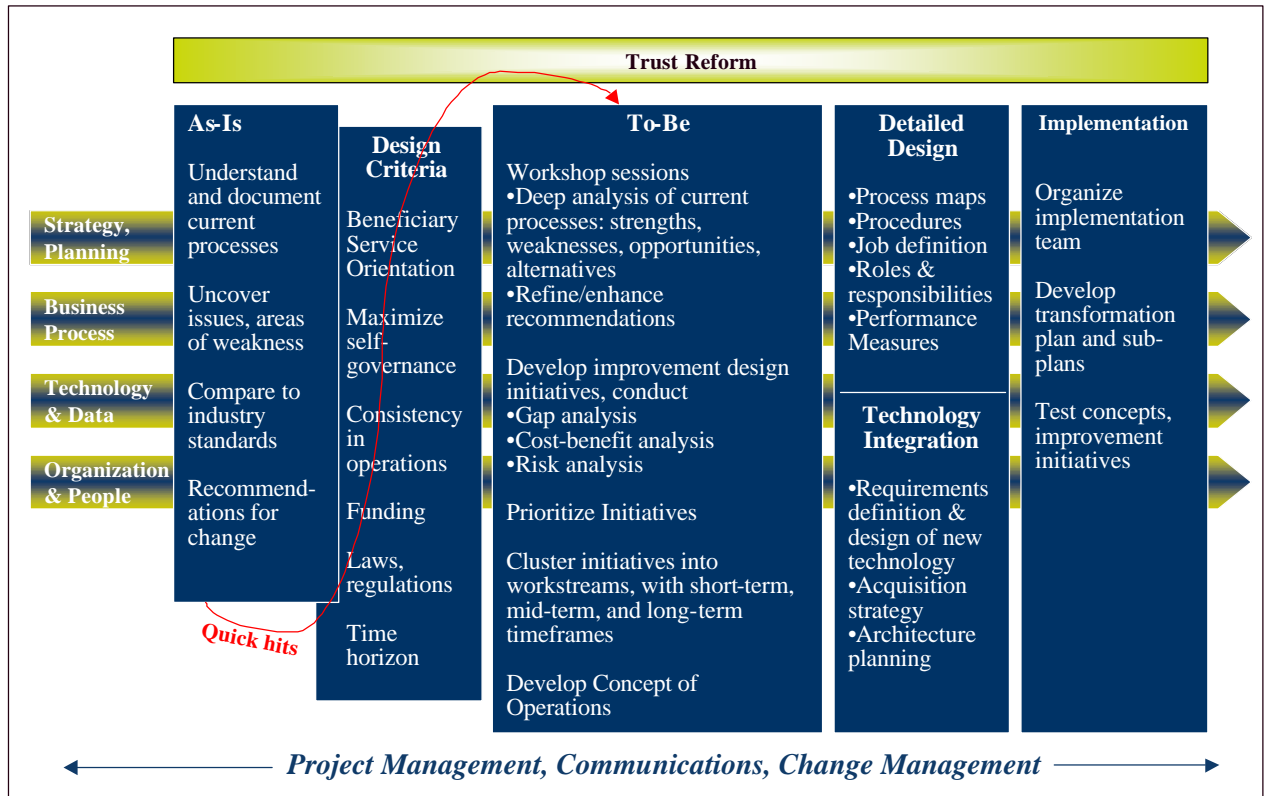 Trust Reform
Strategy,
Planning
Business
Process
Technology
& Data
Organization
& People
As-Is
Understand
and document
current
processes
Uncover
issues, areas
of weakness
Compare to
industry
standards
Recommend-
ations for
change
Quick hits
Design
Criteria
Beneficiary
Service
Orientation
Maximize
self-
governance
Consistency
in
operations
Funding
Laws,
regulations
Time
horizon
To-Be
Workshop sessions
•Deep analysis of current
processes: strengths,
weaknesses, opportunities,
alternatives
•Refine/enhance
recommendations
Develop improvement design
initiatives, conduct
•Gap analysis
•Cost-benefit analysis
•Risk analysis
Prioritize Initiatives
Cluster initiatives into
workstreams, with short-term,
mid-term, and long-term
timeframes
Develop Concept of
Operations
Detailed
Design
•Process maps
•Procedures
•Job definition
•Roles &
responsibilities
•Performance
Measures
Technology
Integration
•Requirements
definition &
design of new
technology
•Acquisition
strategy
•Architecture
planning
Implementation
Organize
implementation
team
Develop
transformation
plan and sub-
plans
Test concepts,
improvement
initiatives
Project Management, Communications, Change Management